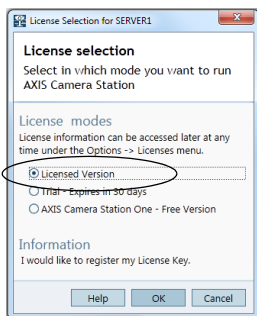 License Selection for SERVER1
License selection
Select in which mode you want to run
AXIS Camera Station
License modes
License information can be accessed later at any
time under the Options -> Licenses menu.
Licensed Version
Trial - Expires in 30 days
AXIS Camera Station One - Free Version
Information
I would like to register my License Key.
Help OK Cancel